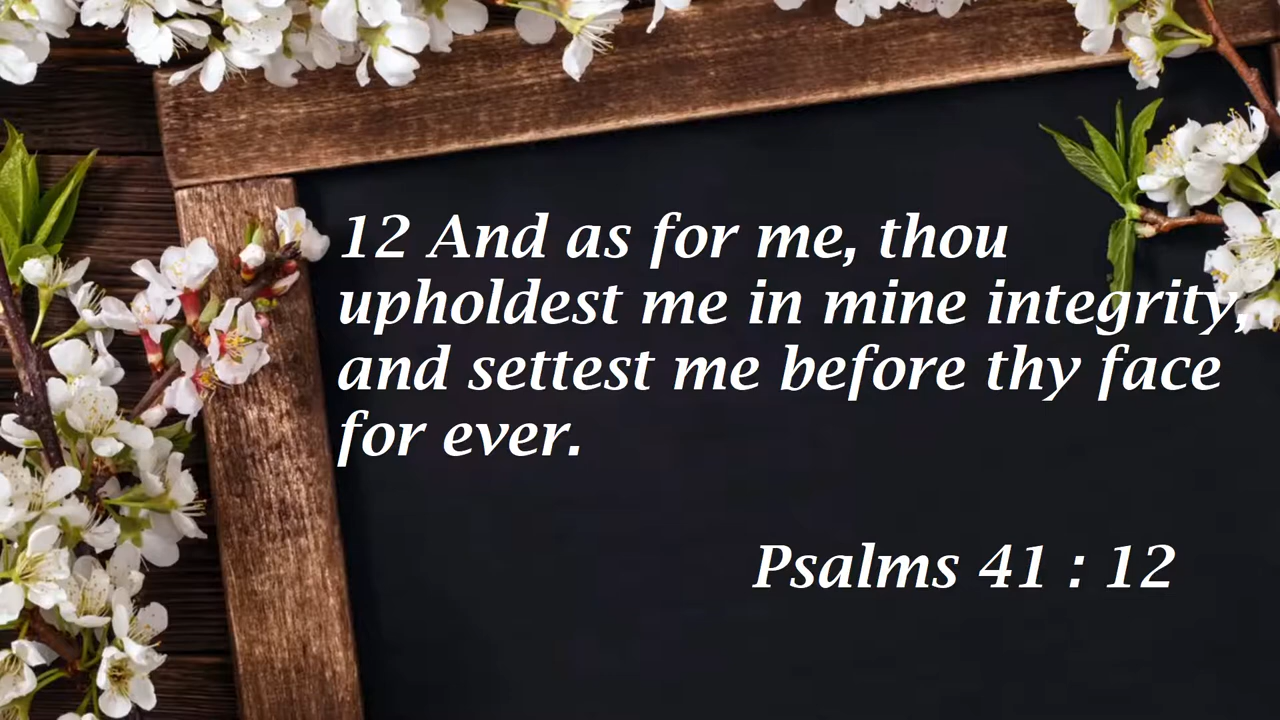 12 And as for me, thou
upholdest me in mine integrity,
and settest me before thy face
for ever.
Psalms 41 : 12